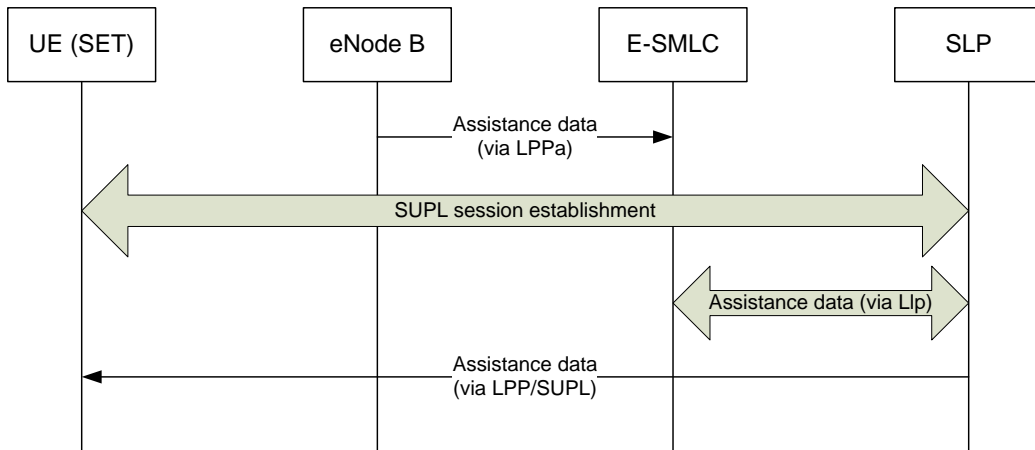 UE (SET)
eNode B
E-SMLC
SLP
Assistance data
(via LPPa)
SUPL session establishment
Assistance data (via Llp)
Assistance data
(via LPP/SUPL)